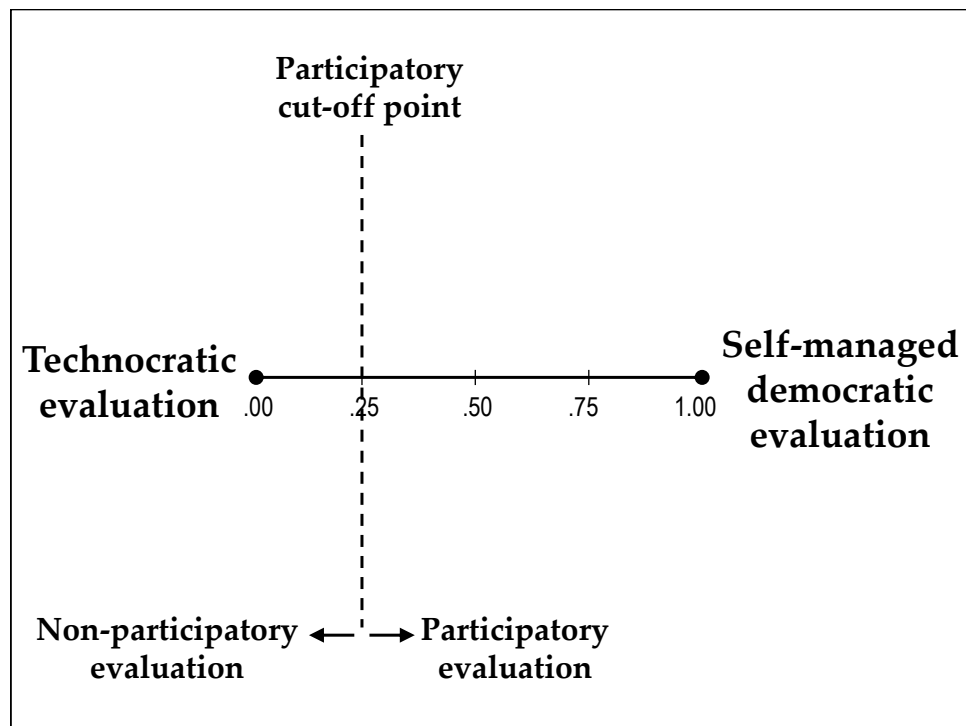 Participatory
cut-off point
Technocratic
evaluation
Self-managed
democratic
evaluation
.00 .25 .50 .75 1.00
Non-participatory
evaluation
Participatory
evaluation